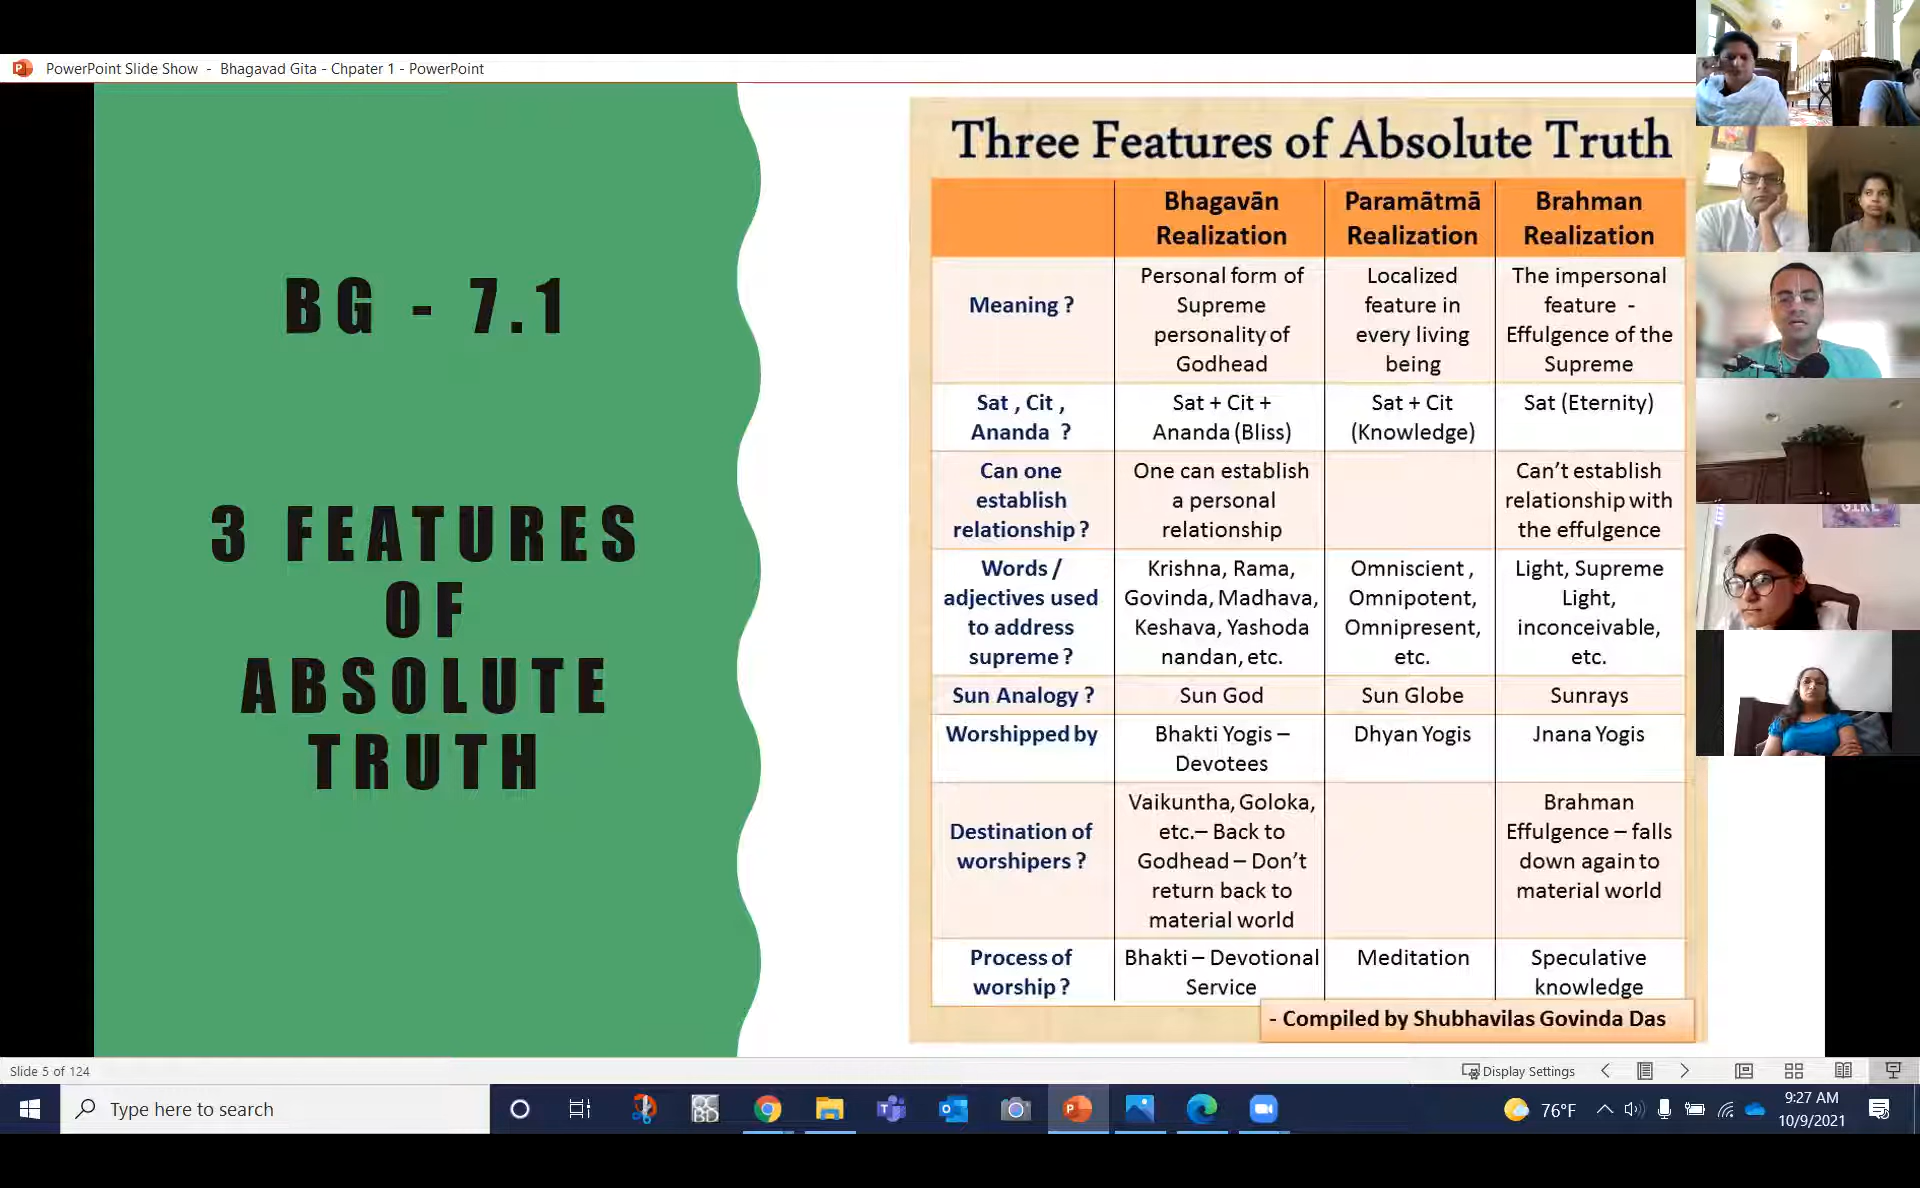 PowerPoint Slide Show - Bhagavad Gita - Chpater 1 - PowerPoint
BG - 7.1
3 FEATURES
OF
ABSOLUTE
TRUTH
Three Features of Absolute Truth
Bhagavān
Realization
Paramātmā
Realization
Brahman
Realization
Meaning ?
Personal form of
Supreme
personality of
Godhead
Localized
feature in
every living
being
The impersonal
feature -
Effulgence of the
Supreme
Sat , Cit ,
Ananda ?
Sat + Cit +
Ananda (Bliss)
Sat + Cit
(Knowledge)
Sat (Eternity)
Can one
establish
relationship ?
One can establish
a personal
relationship
Can't establish
relationship with
the effulgence
Words /
adjectives used
to address
supreme ?
Krishna, Rama,
Govinda, Madhava,
Keshava, Yashoda
nandan, etc.
Omniscient ,
Omnipotent,
Omnipresent,
etc.
Light, Supreme
Light,
inconceivable,
etc.
Sun Analogy ?
Sun God
Sun Globe
Sunrays
Worshipped by
Bhakti Yogis –
Devotees
Dhyan Yogis
Jnana Yogis
Destination of
worshipers ?
Vaikuntha, Goloka,
etc.– Back to
Godhead – Don't
return back to
material world
Brahman
Effulgence – falls
down again to
material world
Process of
worship ?
Bhakti – Devotional
Service
Meditation
Speculative
knowledge
- Compiled by Shubhavilas Govinda Das
GIRL
Slide 5 of 124
Display Settings
Type here to search
76°F
9:27 AM
10/9/2021